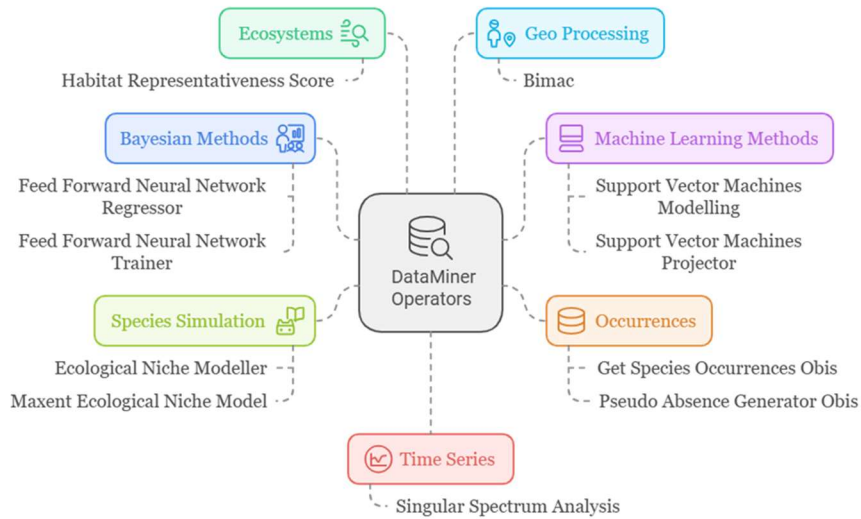 Ecosystems
Habitat Representativeness Score
Geo Processing
Bimac
Bayesian Methods
Feed Forward Neural Network
Regressor
Feed Forward Neural Network
Trainer
Machine Learning Methods
Support Vector Machines
Modelling
Support Vector Machines
Projector
DataMiner
Operators
Species Simulation
Ecological Niche Modeller
Maxent Ecological Niche Model
Occurrences
Get Species Occurrences Obis
Pseudo Absence Generator Obis
Time Series
Singular Spectrum Analysis